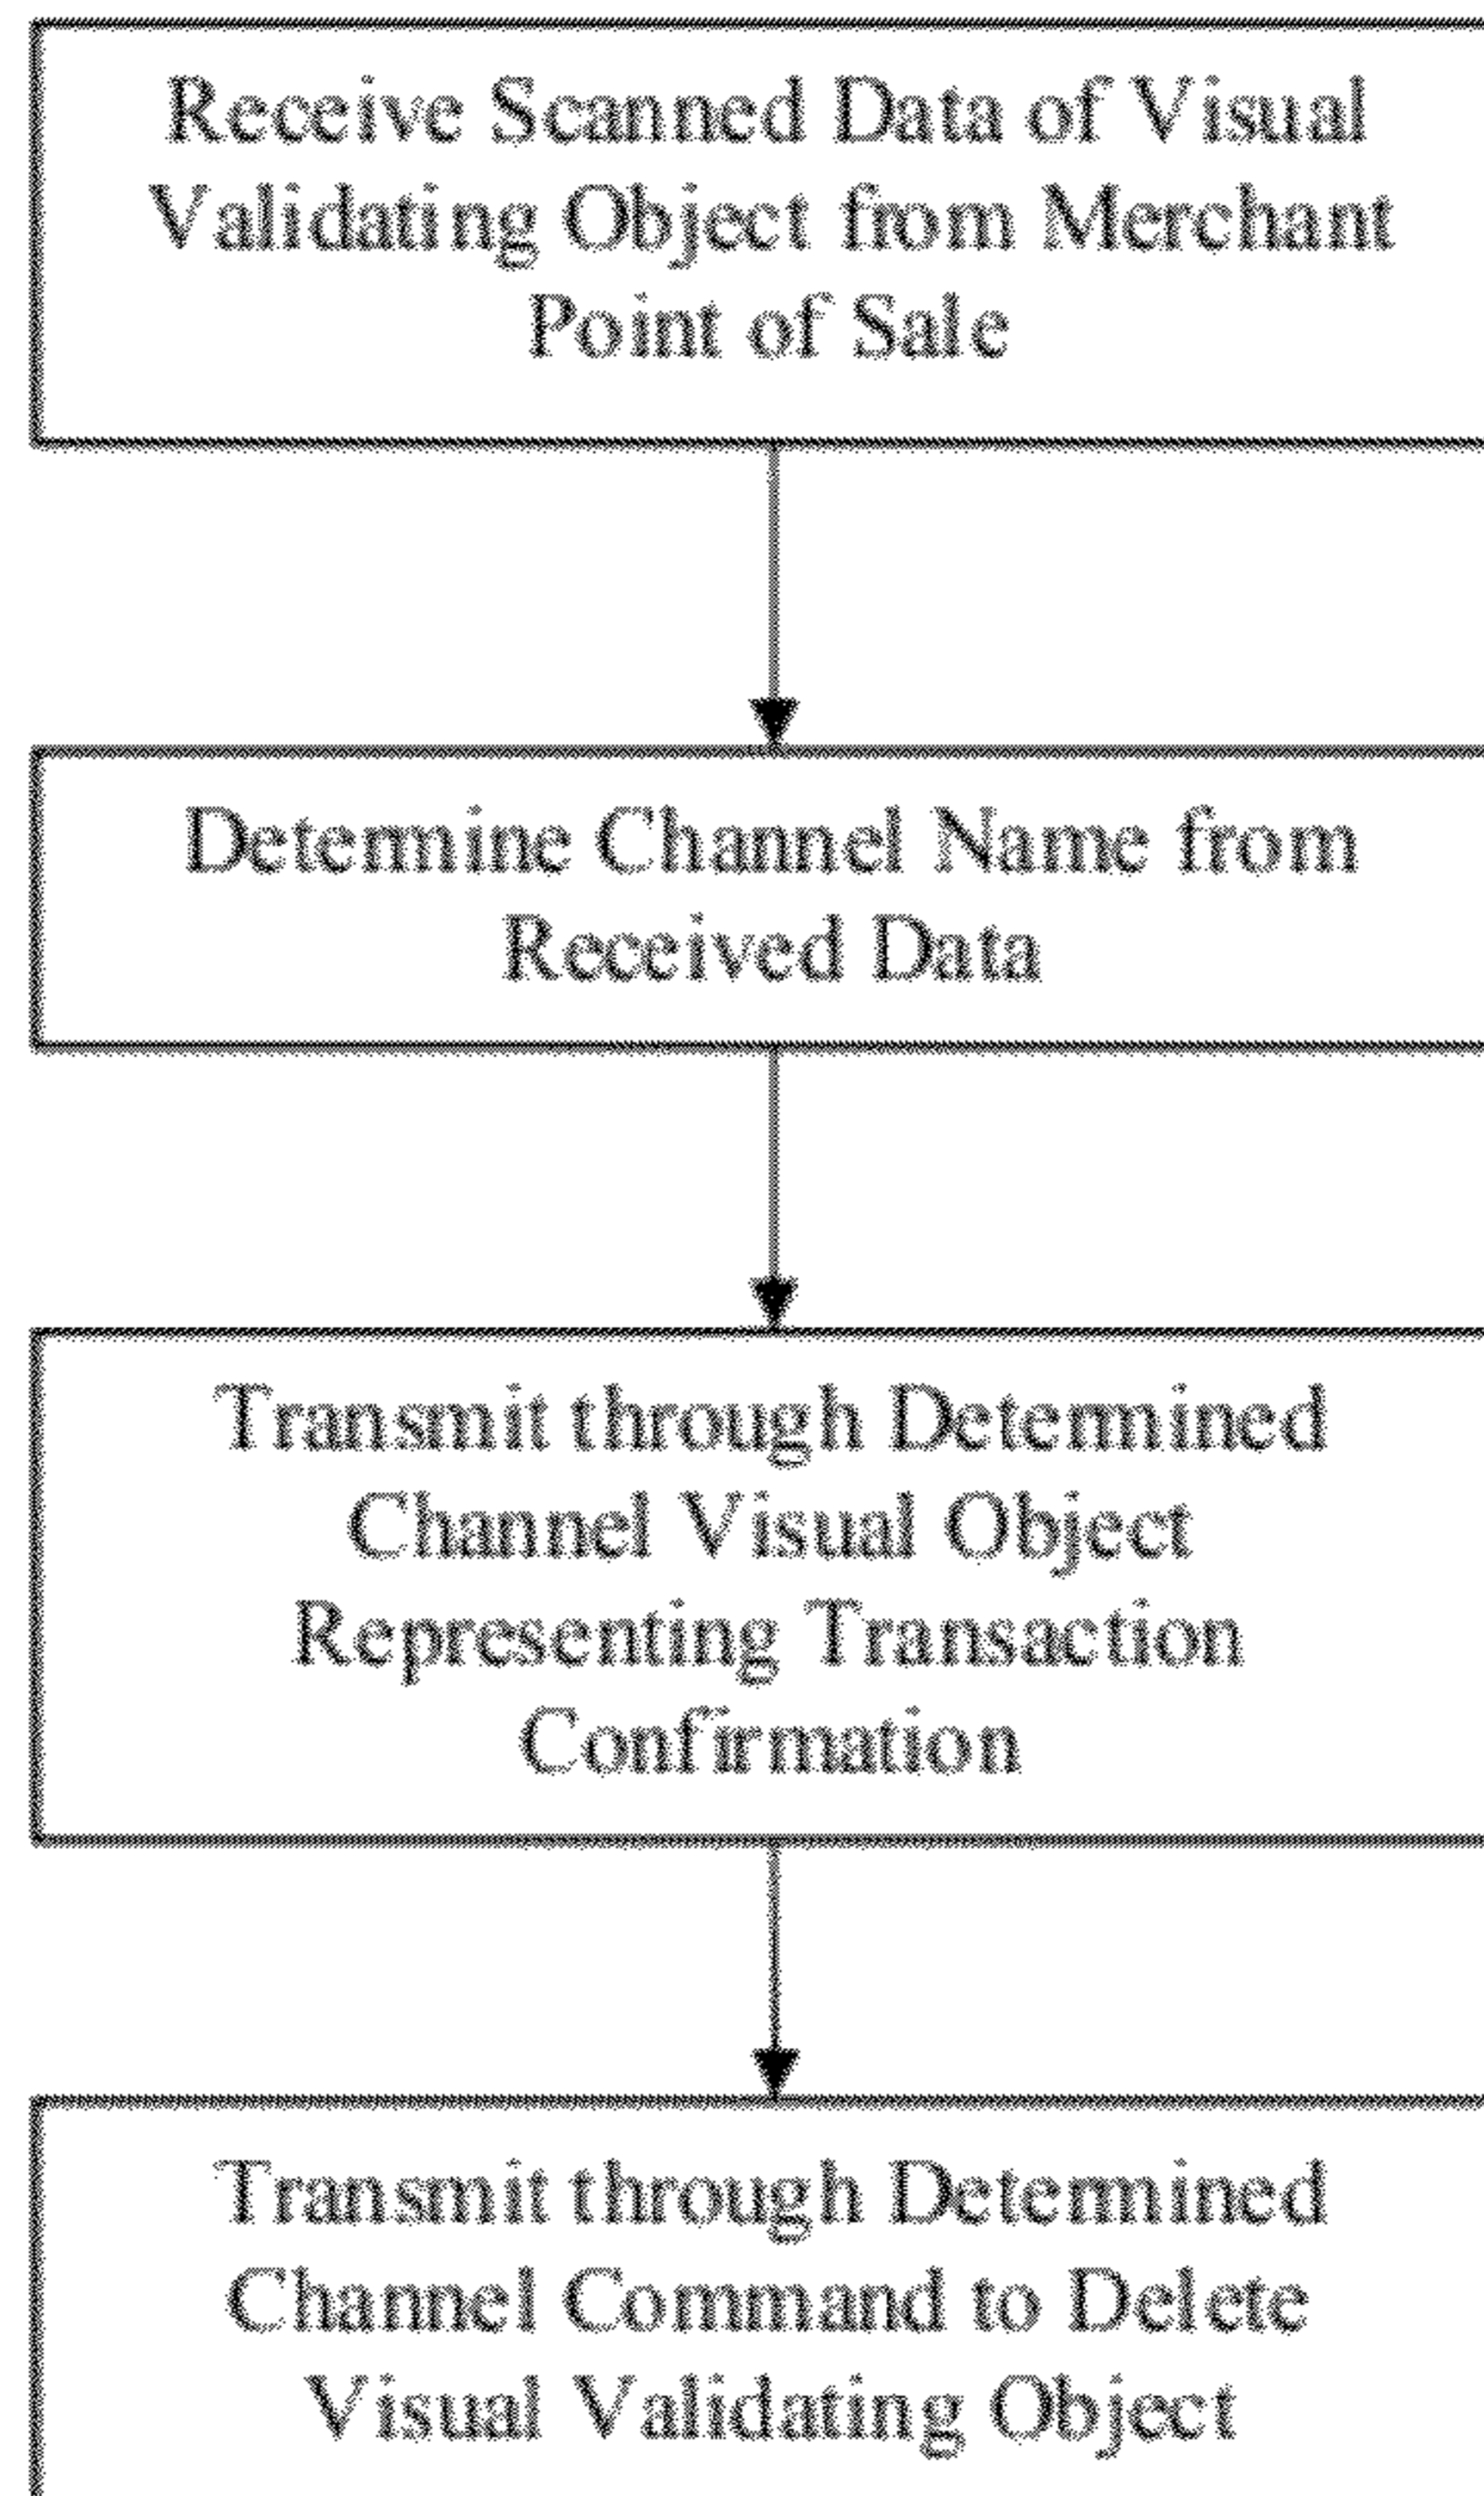 Receive Scanned Data of Visual
Validating Object from Merchant
Point of Sale
Determine Channel Name from
Received Data
Transmit through Determined
Channel Visual Object
Representing Transaction
Confirmation
Transmit through Determined
Channel Command to Delete
Visual Validating Object